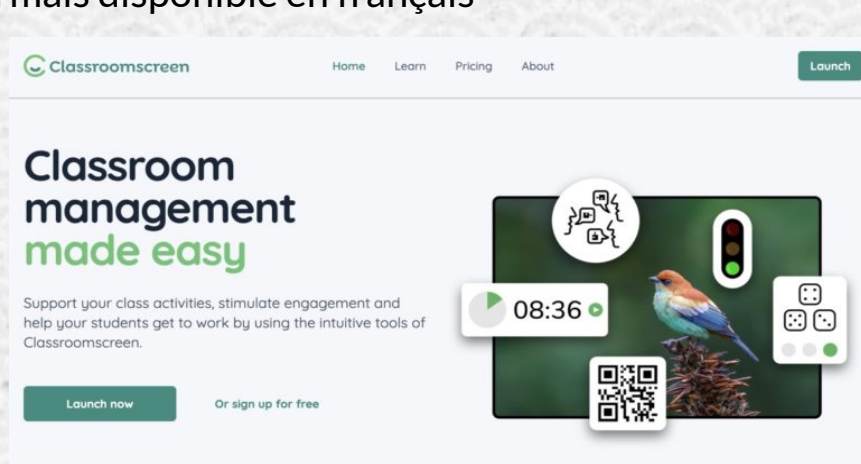 mais disponible en français
Classroomscreen
Home Learn Pricing About Launch
Classroom
management
made easy
Support your class activities, stimulate engagement and
help your students get to work by using the intuitive tools of
Classroomscreen.
Launch now Or sign up for free
08:36